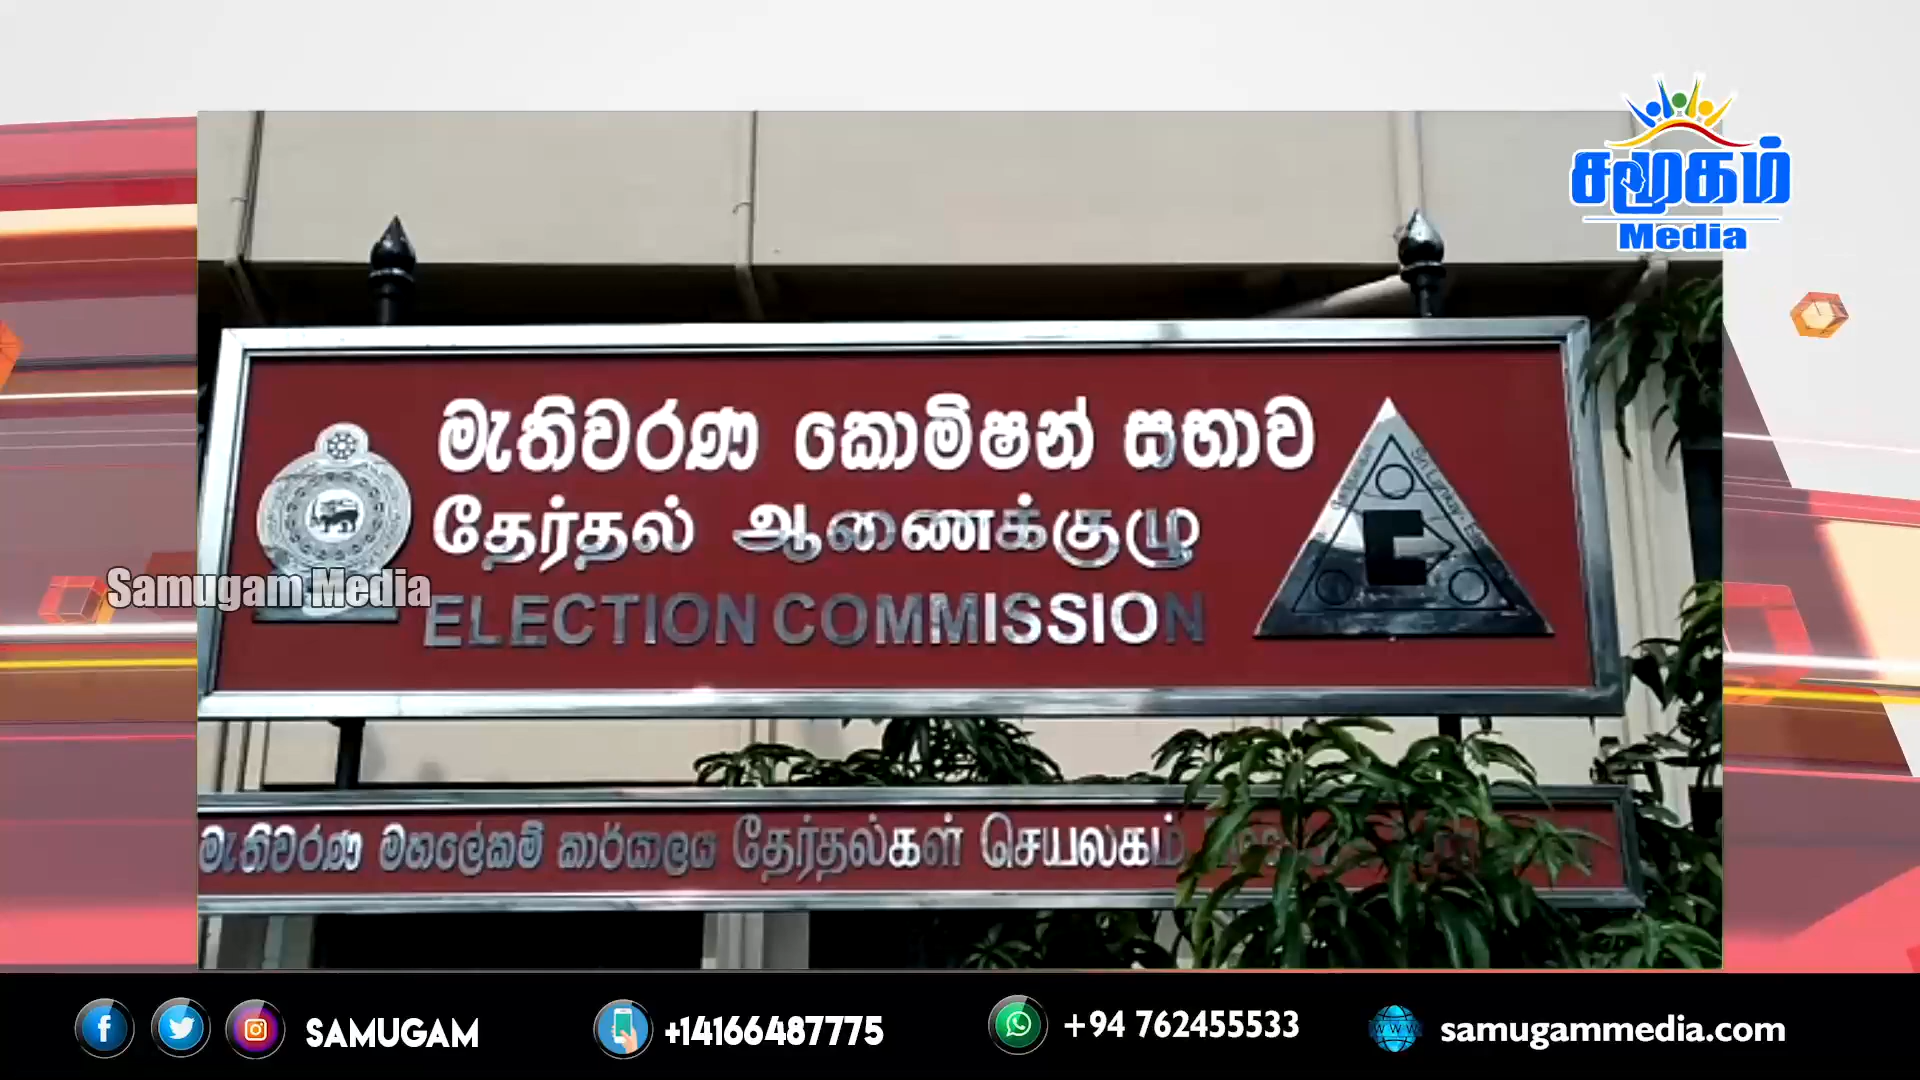 சமூகம்
Media
මැතිවරණ කොමිෂන් සභාව
தேர்தல் ஆணைக்குழு
ELECTION COMMISSION
E
Samugam Media
මැතිවරණ මහලේකම් කාර්යාලය தேர்தல்கள் செயலகம்
SAMUGAM
+14166487775
+94 762455533
samugammedia.com